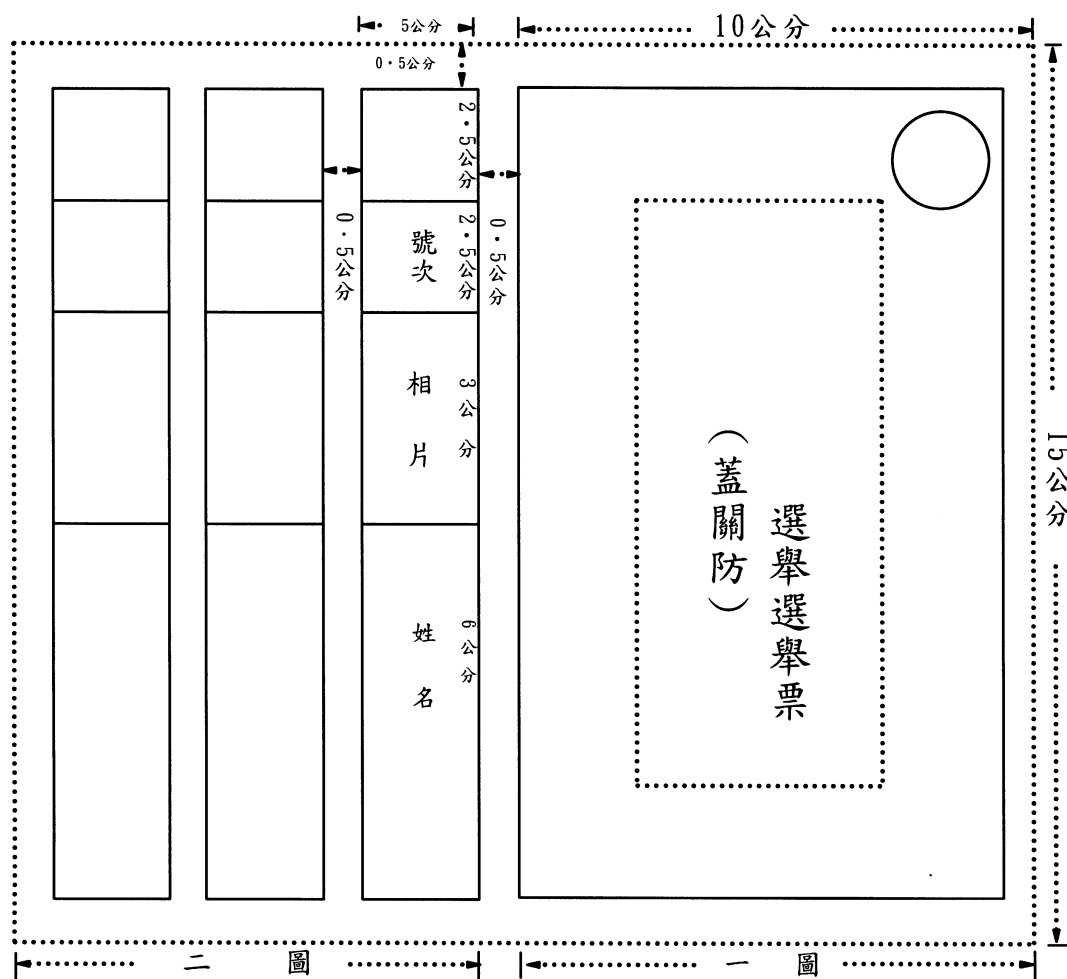 5公分
10公分
0.5公分
2.5公分
2.5公分
號次
0.5公分
0.5公分
相片
3公分
姓名
6公分
選舉選舉票
(蓋關防)
15公分
圖一
圖二